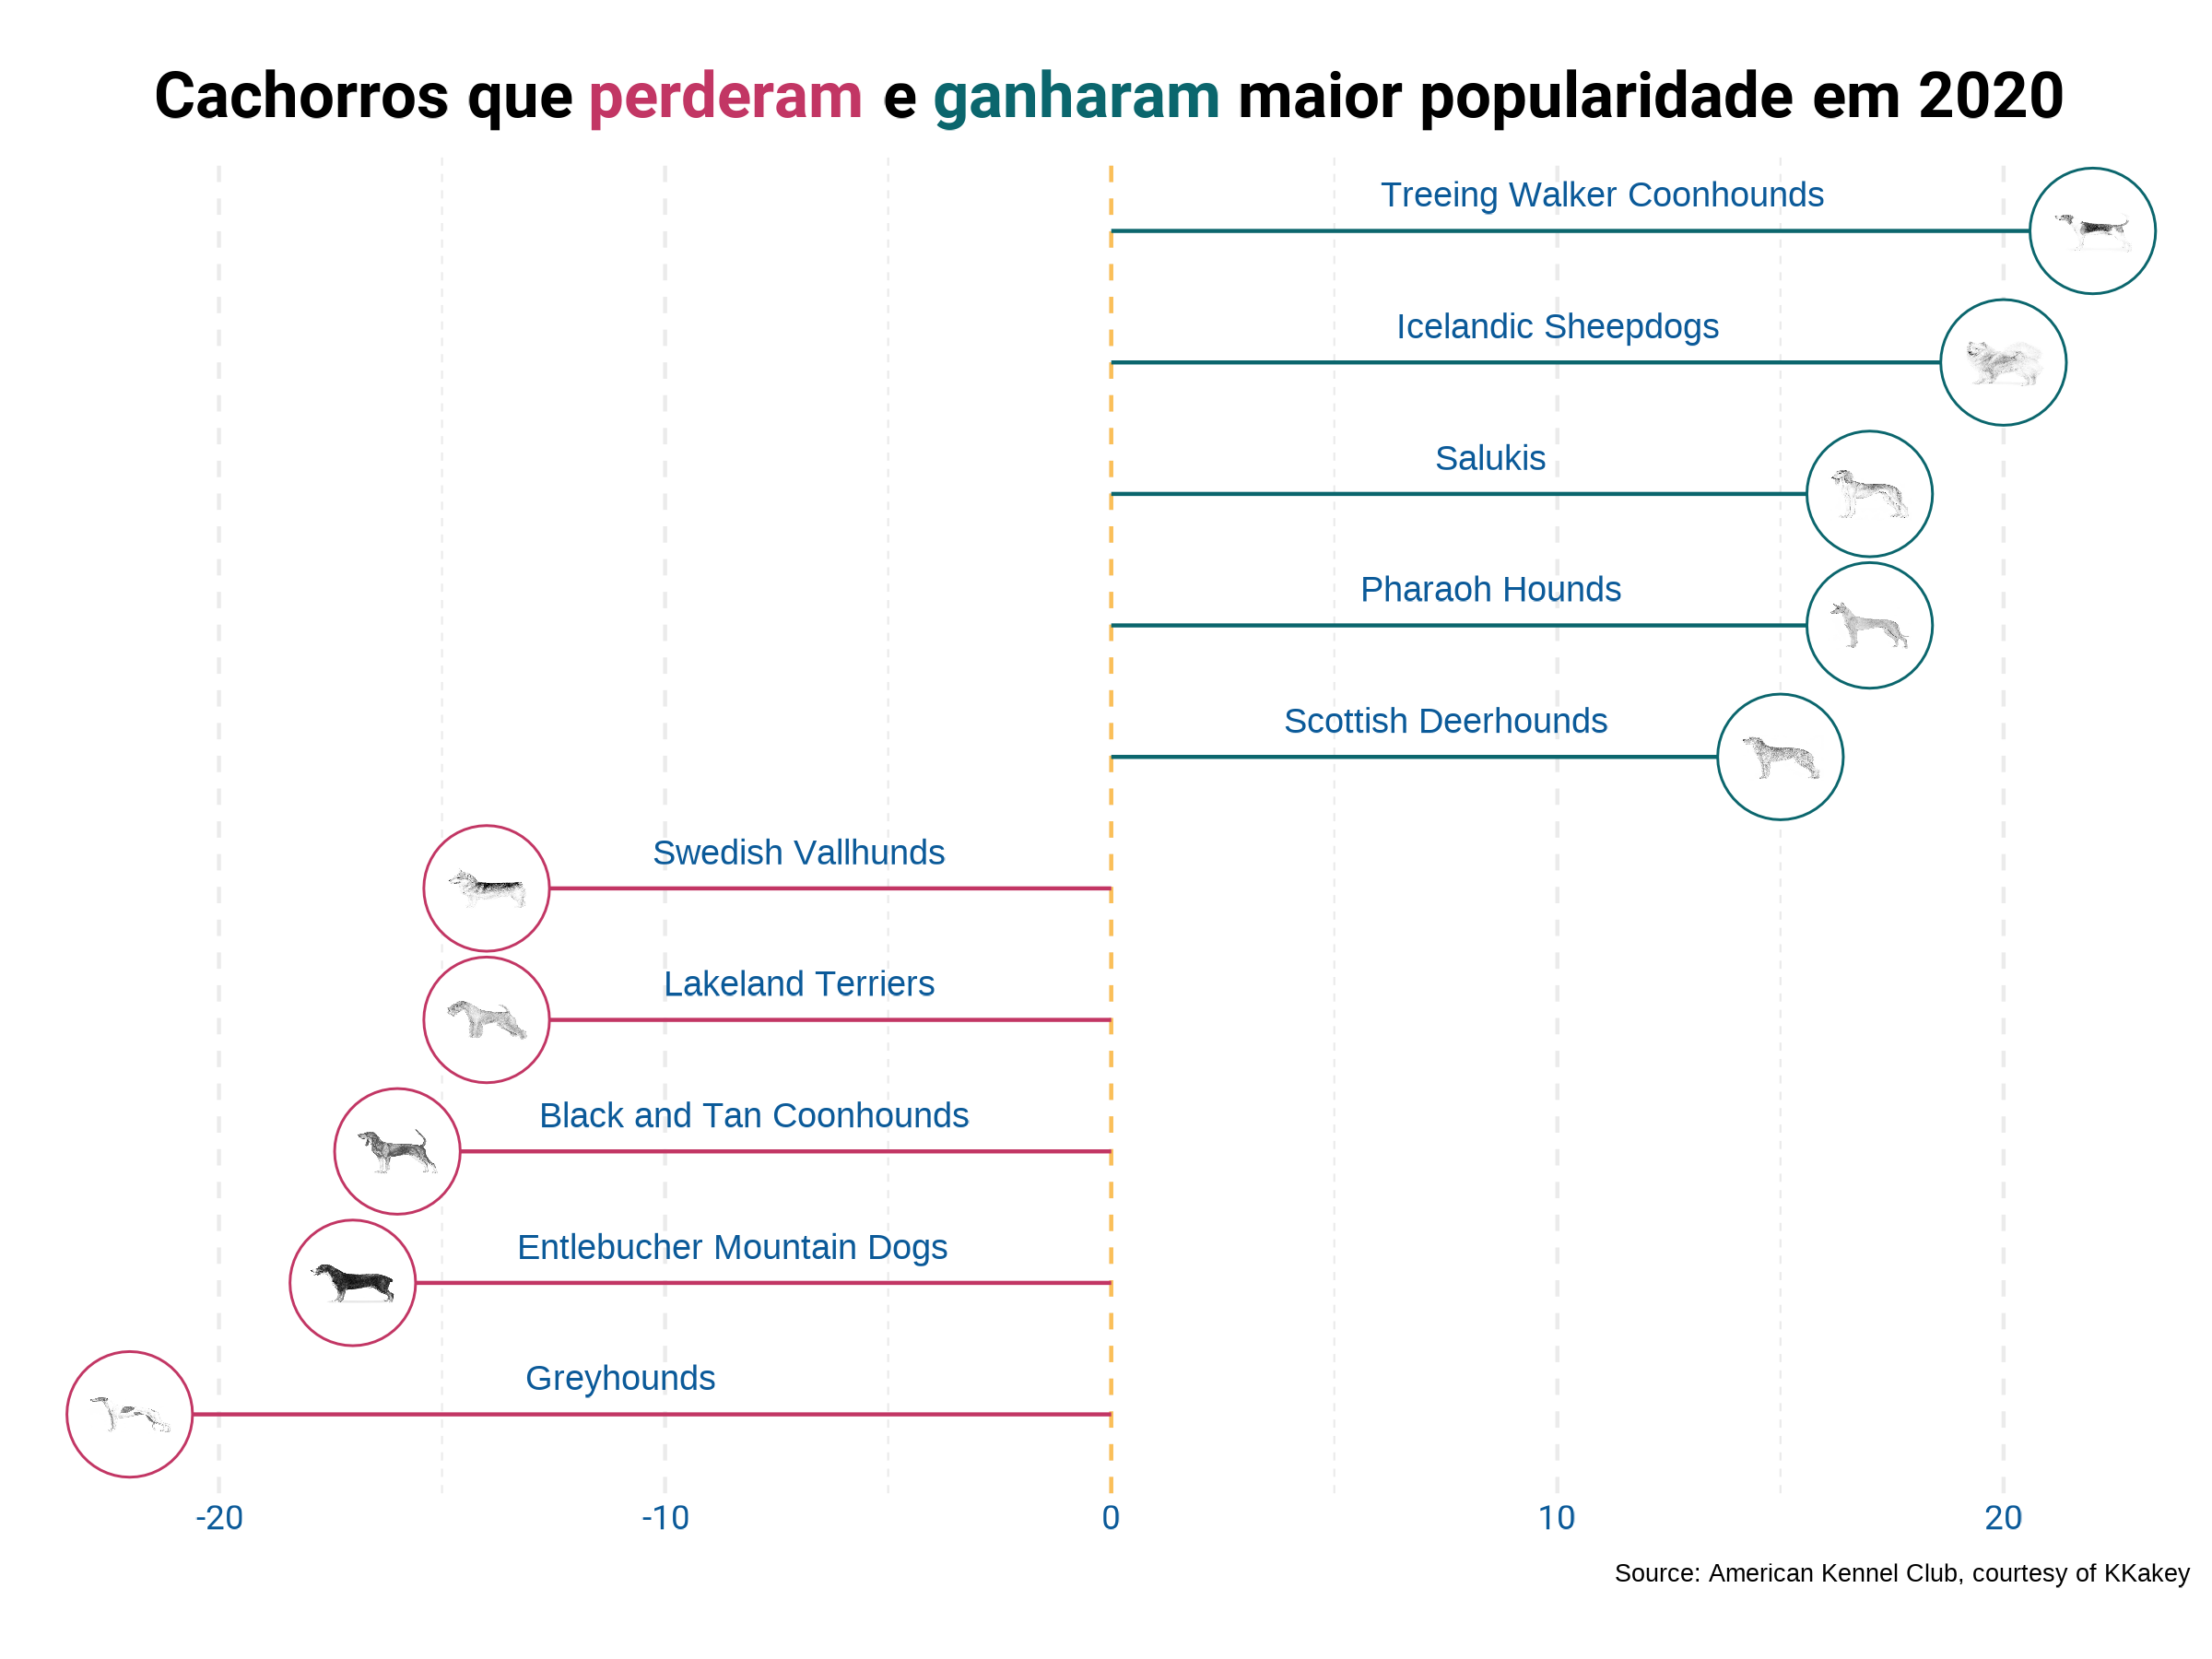 Cachorros que perderam e ganharam maior popularidade em 2020
Treeing Walker Coonhounds
Icelandic Sheepdogs
Salukis
Pharaoh Hounds
Scottish Deerhounds
Swedish Vallhunds
Lakeland Terriers
Black and Tan Coonhounds
Entlebucher Mountain Dogs
Greyhounds
-20 -10 0 10 20
Source: American Kennel Club, courtesy of KKakey